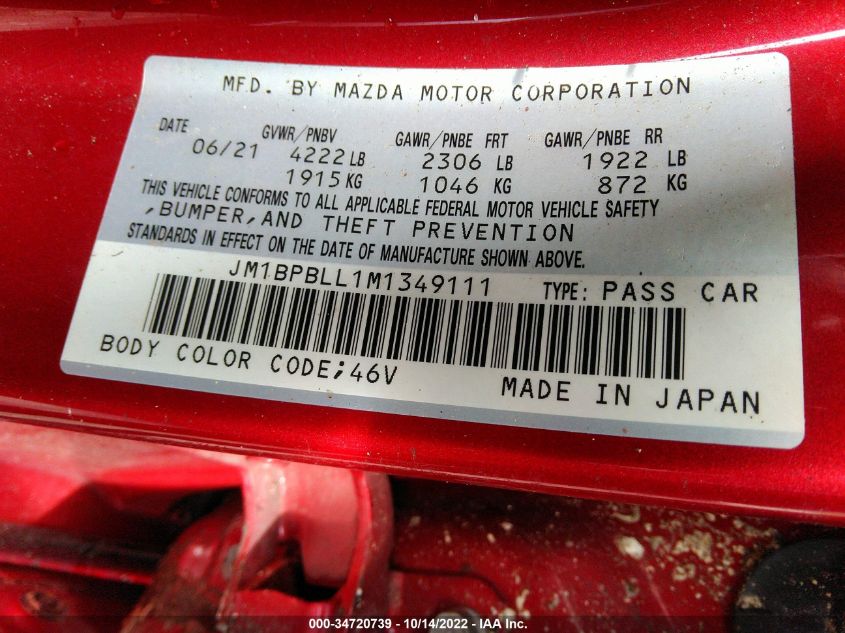 MFD. BY MAZDA MOTOR CORPORATION
DATE GVWR/PNBV GAWR/PNBE FRT GAWR/PNBE RR
06/21 4222 LB 2306 LB 1922 LB
1915 KG 1046 KG 872 KG
THIS VEHICLE CONFORMS TO ALL APPLICABLE FEDERAL MOTOR VEHICLE SAFETY
,BUMPER,AND THEFT PREVENTION
STANDARDS IN EFFECT ON THE DATE OF MANUFACTURE SHOWN ABOVE.
JM1BPBLL1M1349111 TYPE: PASS CAR
BODY COLOR CODE;46V
MADE IN JAPAN
000-34720739 - 10/14/2022 - IAA Inc.